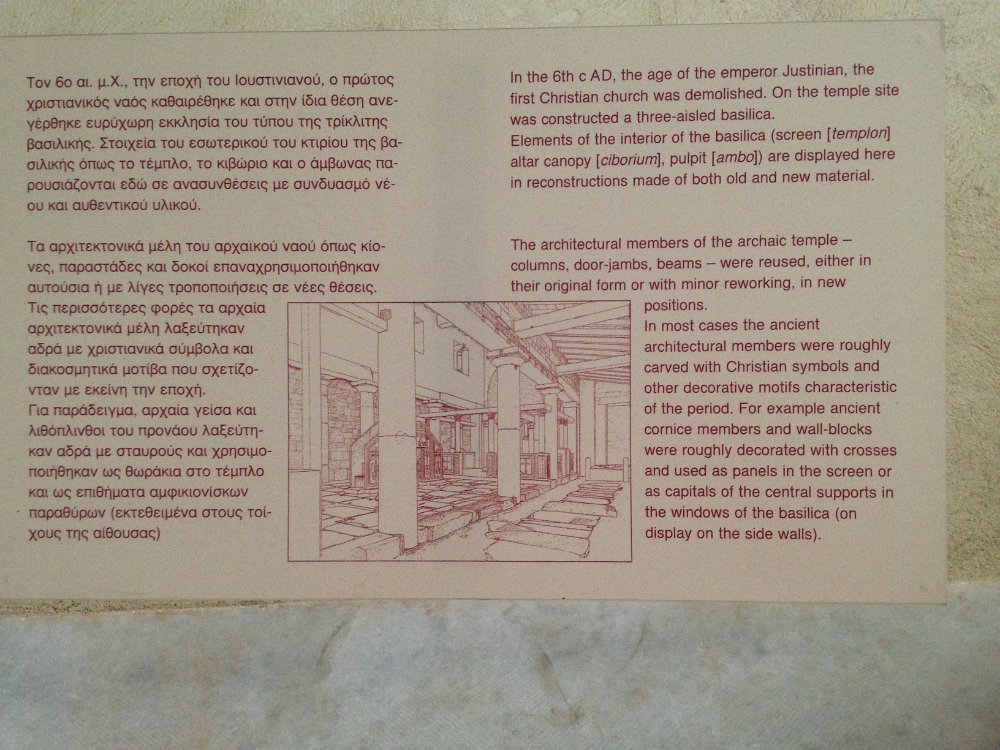 Τον 6ο αι. μ.Χ., την εποχή του Ιουστινιανού, ο πρώτος
χριστιανικός ναός καθαιρέθηκε και στην ίδια θέση ανε-
γέρθηκε ευρύχωρη εκκλησία του τύπου της τρίκλιτης
βασιλικής. Στοιχεία του εσωτερικού του κτιρίου της βα-
σιλικής όπως το τέμπλο, το κιβώριο και ο άμβωνας πα-
ρουσιάζονται εδώ σε ανασυνθέσεις με συνδυασμό νέ-
ου και αυθεντικού υλικού.
Τα αρχιτεκτονικά μέλη του αρχαϊκού ναού όπως κίο-
νες, παραστάδες και δοκοί επαναχρησιμοποιήθηκαν
αυτούσια ή με λίγες τροποποιήσεις σε νέες θέσεις.
Τις περισσότερες φορές τα αρχαία
αρχιτεκτονικά μέλη λαξεύτηκαν
αδρά με χριστιανικά σύμβολα και
διακοσμητικά μοτίβα που σχετίζο-
νταν με εκείνη την εποχή.
Για παράδειγμα, αρχαία γείσα και
λιθόπλινθοι του προνάου λαξεύτη-
καν αδρά με σταυρούς και χρησιμο-
ποιήθηκαν ως θωράκια στο τέμπλο
και ως επιθήματα αμφικιονίσκων
παραθύρων (εκτεθειμένα στους τοί-
χους της αίθουσας)
In the 6th c AD, the age of the emperor Justinian, the
first Christian church was demolished. On the temple site
was constructed a three-aisled basilica.
Elements of the interior of the basilica (screen [templon]
altar canopy [ciborium], pulpit [ambo]) are displayed here
in reconstructions made of both old and new material.
The architectural members of the archaic temple –
columns, door-jambs, beams – were reused, either in
their original form or with minor reworking, in new
positions.
In most cases the ancient
architectural members were roughly
carved with Christian symbols and
other decorative motifs characteristic
of the period. For example ancient
cornice members and wall-blocks
were roughly decorated with crosses
and used as panels in the screen or
as capitals of the central supports in
the windows of the basilica (on
display on the side walls).